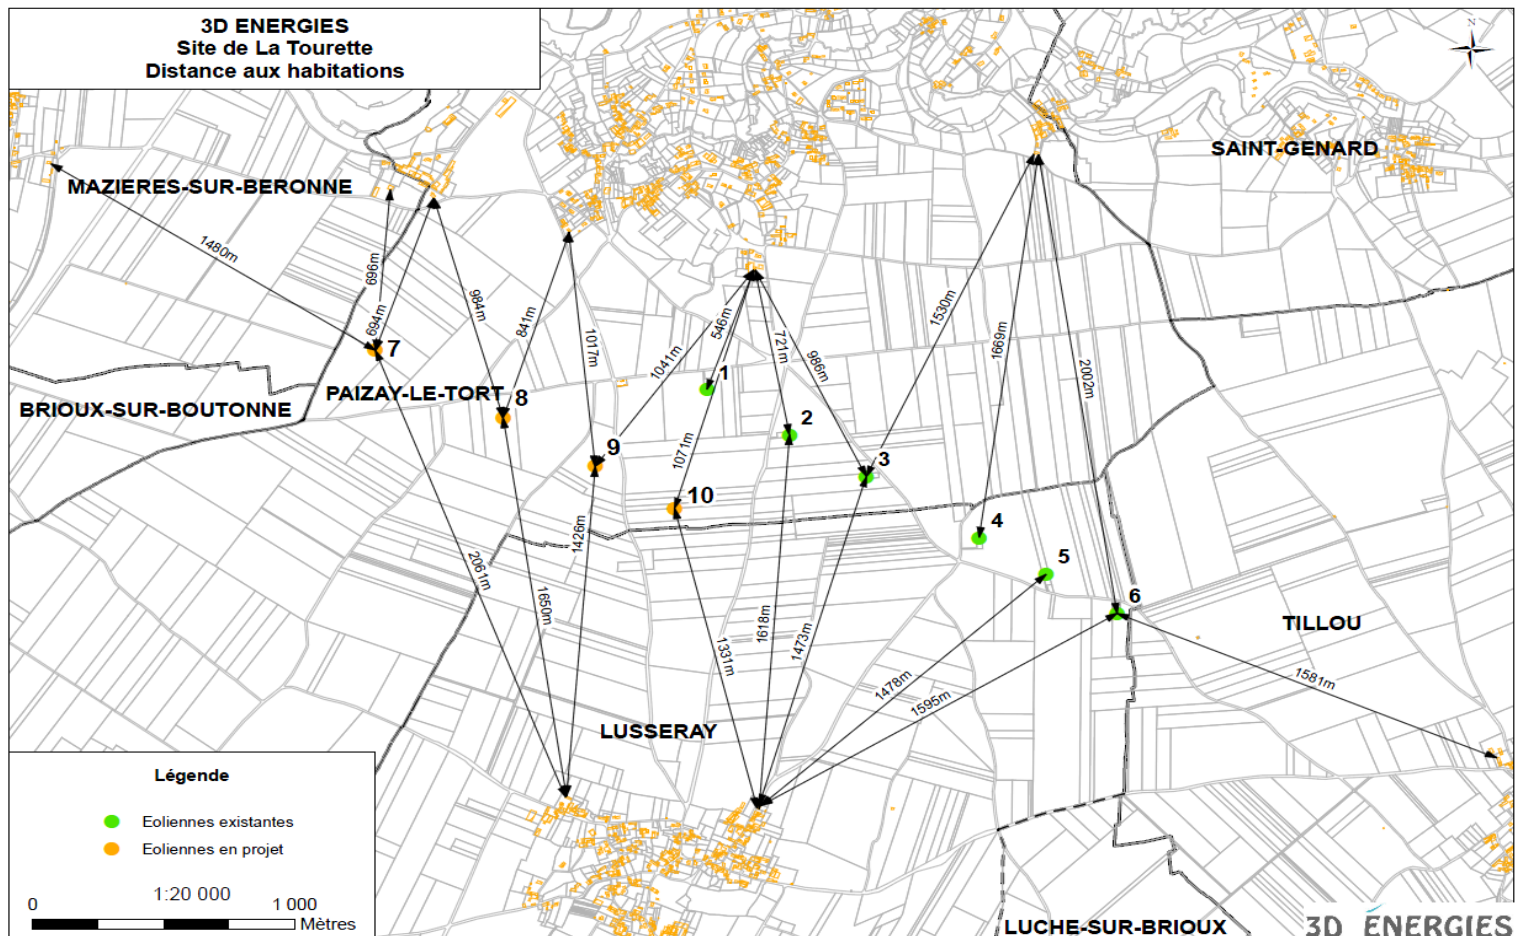 3D ENERGIES
Site de La Tourette
Distance aux habitations
N
SAINT-GENARD
MAZIERES-SUR-BERONNE
1480m
696m
694m
984m
841m
1017m
1041m
546m
721m
986m
1530m
1669m
2002m
7
1
PAIZAY-LE-TORT
8
BRIOUX-SUR-BOUTONNE
2
9
3
1071m
10
4
1426m
5
2061m
1650m
6
TILLOU
1331m
1618m
1473m
1478m
1595m
1581m
LUSSERAY
Légende
Eoliennes existantes
Eoliennes en projet
1:20 000
0 1 000
Mètres
LUCHE-SUR-BRIOUX
3D ÉNERGIES